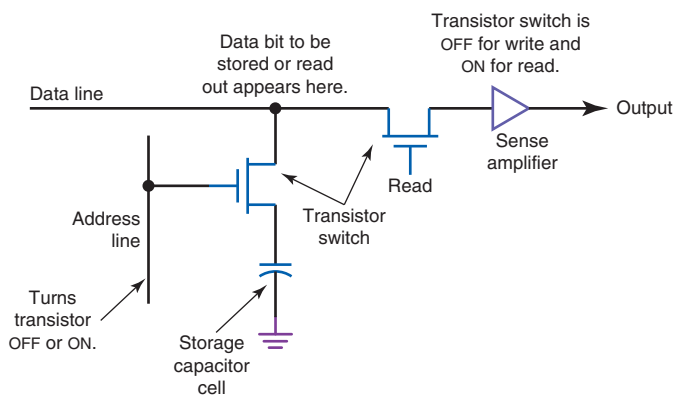 Transistor switch is
OFF for write and
ON for read.
Data bit to be
stored or read
out appears here.
Data line
Output
Sense
amplifier
Read
Transistor
switch
Address
line
Turns
transistor
OFF or ON.
Storage
capacitor
cell